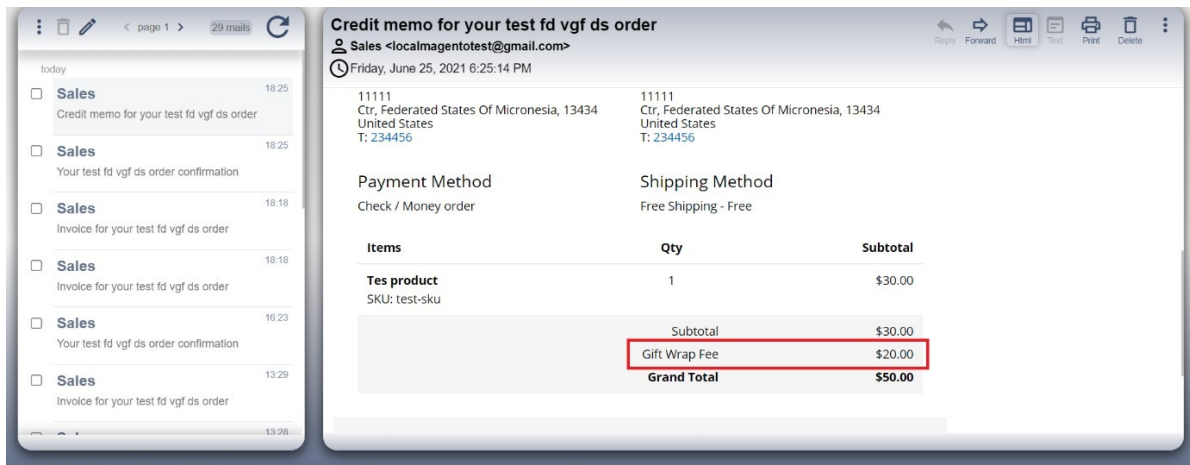 page 1
29 mails
today
Sales
18:25
Credit memo for your test fd vgf ds order
Sales
18:25
Your test fd vgf ds order confirmation
Sales
18:18
Invoice for your test fd vgf ds order
Sales
18:18
Invoice for your test fd vgf ds order
Sales
16:23
Your test fd vgf ds order confirmation
Sales
13:29
Invoice for your test fd vgf ds order
13:28
Credit memo for your test fd vgf ds order
Sales <localmagentotest@gmail.com>
Friday, June 25, 2021 6:25:14 PM
Reply Forward Html Text Print Delete
11111 11111
Ctr, Federated States Of Micronesia, 13434 Ctr, Federated States Of Micronesia, 13434
United States United States
T: 234456 T: 234456
Payment Method Shipping Method
Check / Money order Free Shipping - Free
Items Qty Subtotal
Tes product 1 $30.00
SKU: test-sku
Subtotal $30.00
Gift Wrap Fee $20.00
Grand Total $50.00